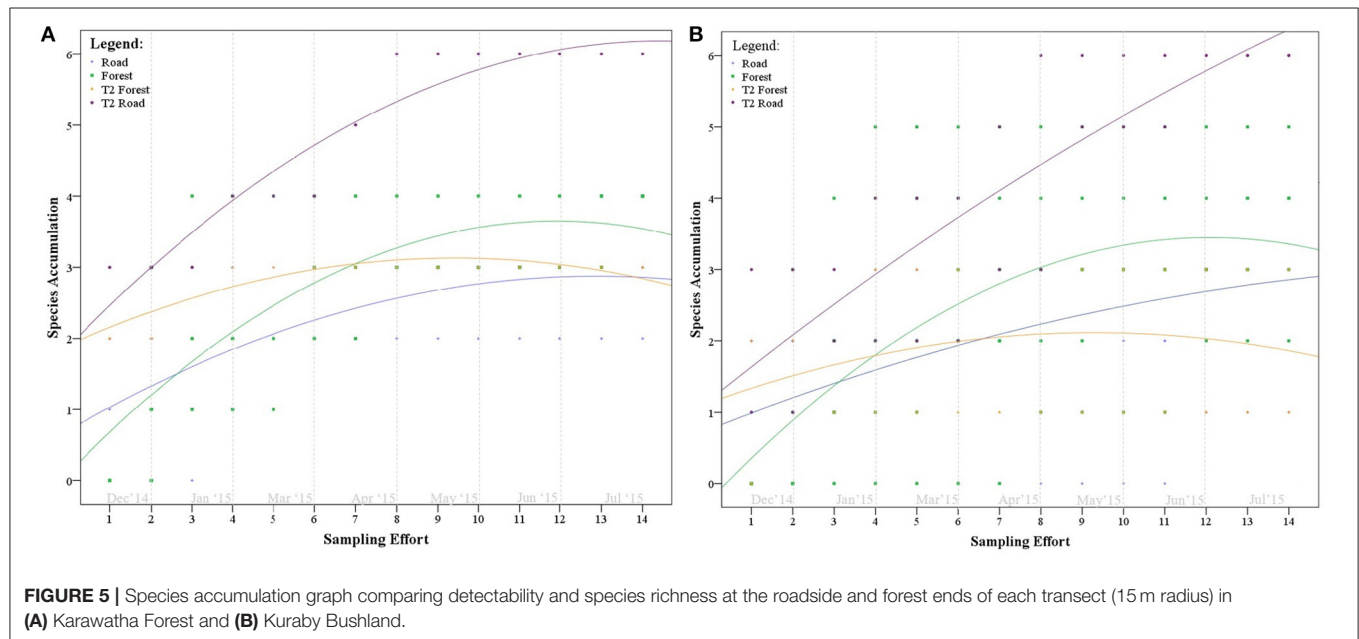 A
Legend:
Road
Forest
T2 Forest
T2 Road
Species Accumulation
6
5
4
3
2
1
0
Dec'14 Jan '15 Mar '15 Apr '15 May '15 Jun '15 Jul '15
1 2 3 4 5 6 7 8 9 10 11 12 13 14
Sampling Effort
B
Legend:
Road
Forest
T2 Forest
T2 Road
Species Accumulation
6
5
4
3
2
1
0
Dec'14 Jan'15 Mar'15 Apr'15 May'15 Jun'15 Jul'15
1 2 3 4 5 6 7 8 9 10 11 12 13 14
Sampling Effort
FIGURE 5 | Species accumulation graph comparing detectability and species richness at the roadside and forest ends of each transect (15 m radius) in
(A) Karawatha Forest and (B) Kuraby Bushland.